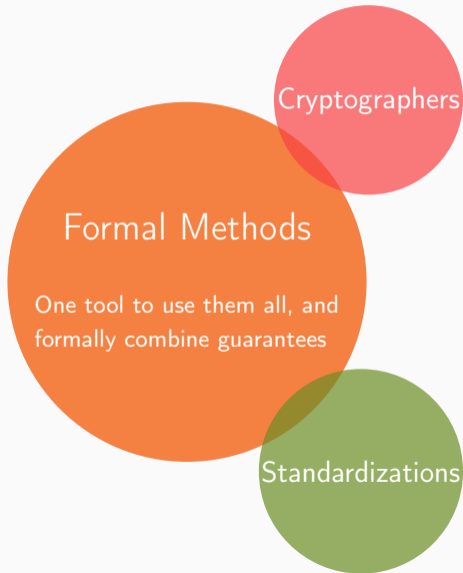 Cryptographers
Formal Methods
One tool to use them all, and
formally combine guarantees
Standardizations